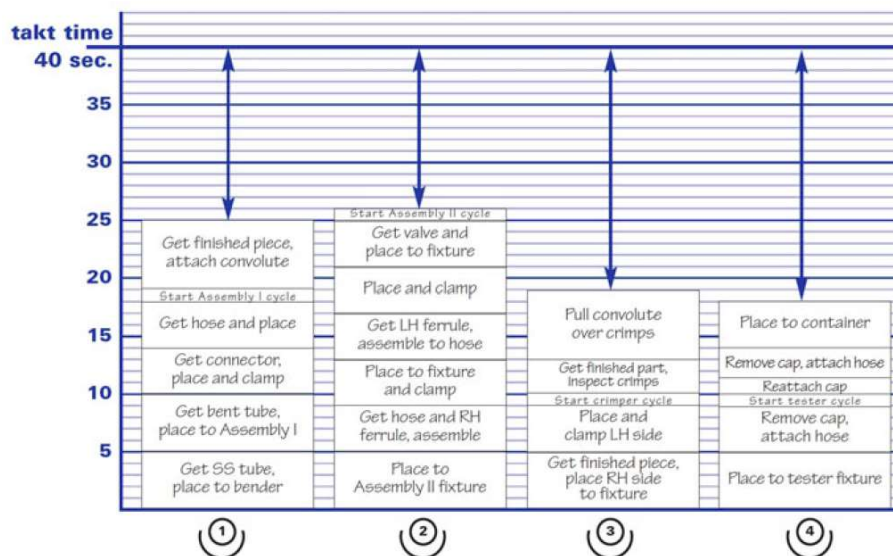 takt time
40 sec.
35
30
25
20
15
10
5
Get finished piece,
attach convolute
Start Assembly I cycle
Get hose and place
Get connector,
place and clamp
Get bent tube,
place to Assembly I
Get SS tube,
place to bender
1
Start Assembly II cycle
Get valve and
place to fixture
Place and clamp
Get LH ferrule,
assemble to hose
Place to fixture
and clamp
Get hose and RH
ferrule, assemble
Place to
Assembly II fixture
2
Pull convolute
over crimps
Get finished part,
inspect crimps
Start crimper cycle
Place and
clamp LH side
Get finished piece,
place RH side
to fixture
3
Place to container
Remove cap, attach hose
Reattach cap
Start tester cycle
Remove cap,
attach hose
Place to tester fixture
4